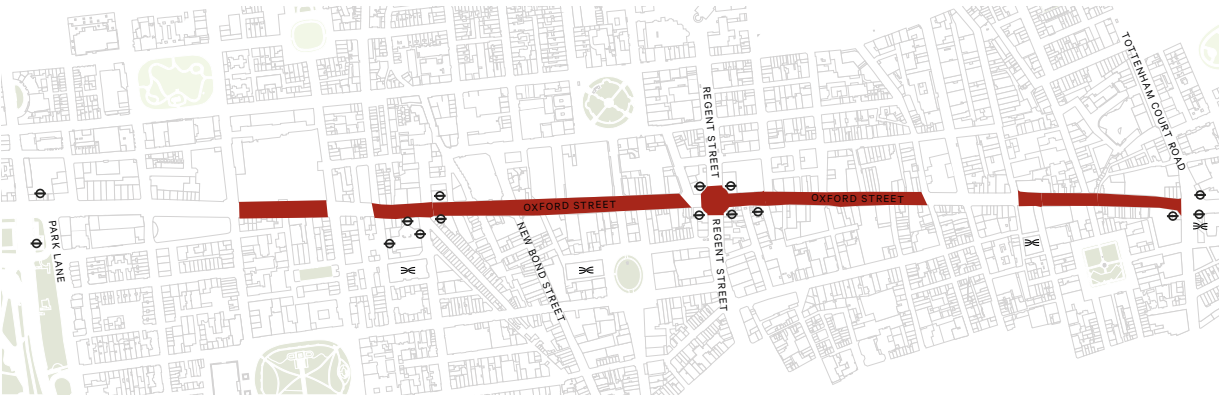 TOTTENHAM COURT ROAD
REGENT STREET
OXFORD STREET
OXFORD STREET
PARK LANE
NEW BOND STREET
REGENT STREET